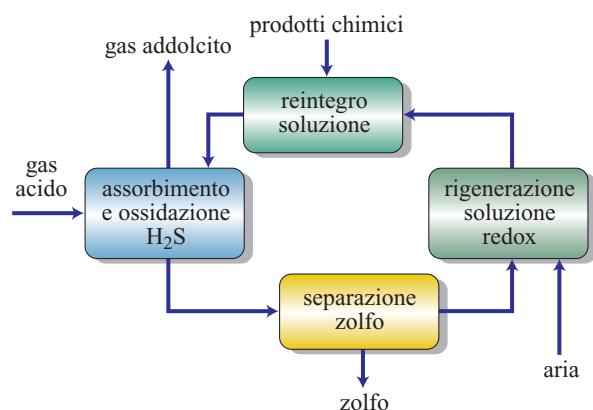 prodotti chimici
gas addolcito
reintegro
soluzione
gas
acido
assorbimento
e ossidazione
H₂S
rigenerazione
soluzione
redox
separazione
zolfo
aria
zolfo